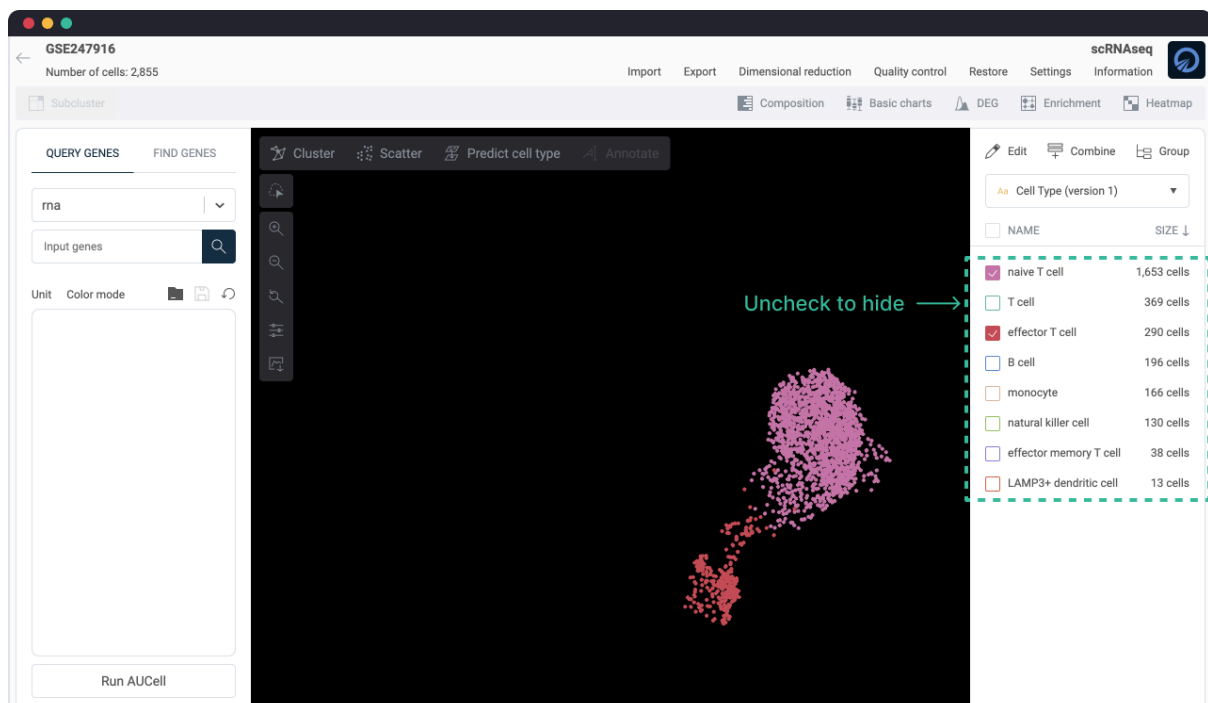 GSE247916
Number of cells: 2,855
scRNAseq
Import Export Dimensional reduction Quality control Restore Settings Information
Subcluster
Composition Basic charts DEG Enrichment Heatmap
QUERY GENES FIND GENES
rna
Input genes
Unit Color mode
Run AUCell
Cluster Scatter Predict cell type Annotate
Uncheck to hide
Edit Combine Group
Aa Cell Type (version 1)
NAME SIZE ↓
naive T cell 1,653 cells
T cell 369 cells
effector T cell 290 cells
B cell 196 cells
monocyte 166 cells
natural killer cell 130 cells
effector memory T cell 38 cells
LAMP3+ dendritic cell 13 cells